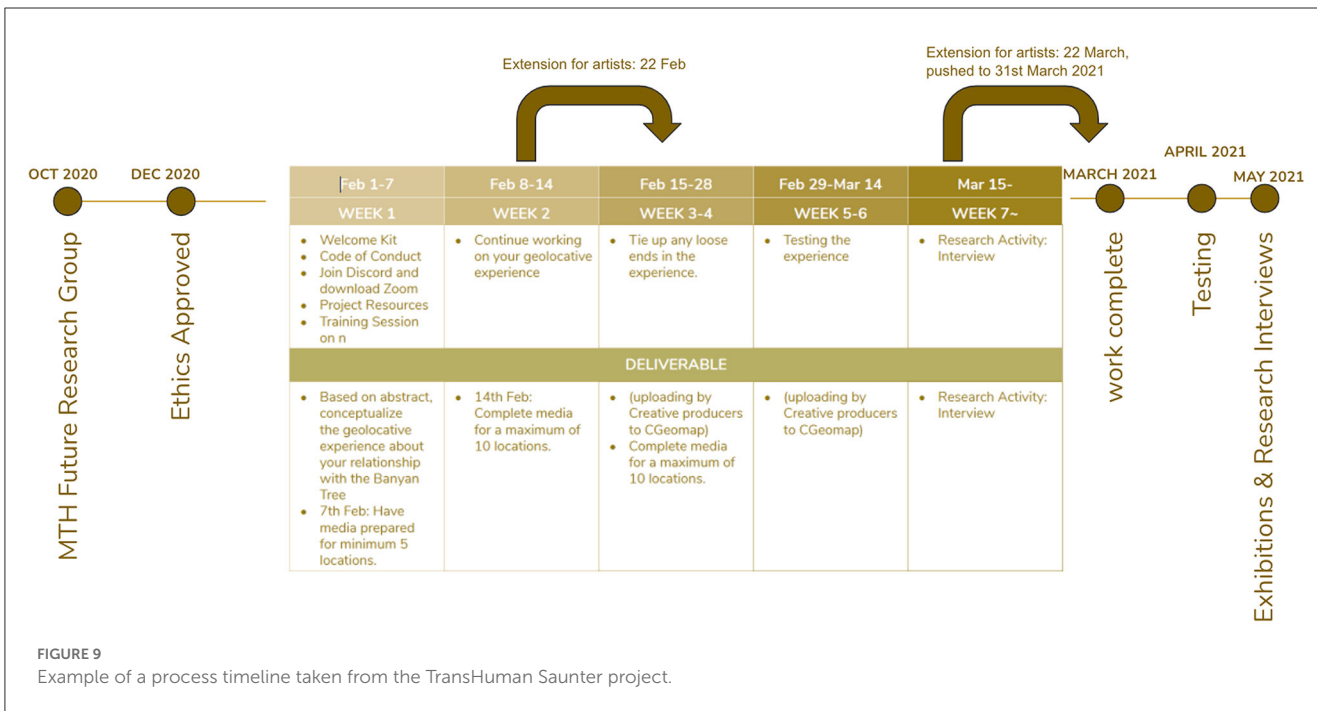 Extension for artists: 22 Feb
Extension for artists: 22 March,
pushed to 31st March 2021
OCT 2020
DEC 2020
MTH Future Research Group
Ethics Approved
Feb 1-7
Feb 8-14
Feb 15-28
Feb 29-Mar 14
Mar 15-
WEEK 1
WEEK 2
WEEK 3-4
WEEK 5-6
WEEK 7~
• Welcome Kit
• Code of Conduct
• Join Discord and
download Zoom
• Project Resources
• Training Session
on n
• Continue working
on your geolocative
experience
• Tie up any loose
ends in the
experience.
• Testing the
experience
• Research Activity:
Interview
DELIVERABLE
• Based on abstract,
conceptualize
the geolocative
experience about
your relationship
with the Banyan
Tree
• 7th Feb: Have
media prepared
for minimum 5
locations.
• 14th Feb:
Complete media
for a maximum of
10 locations.
• (uploading by
Creative producers
to CGeomap)
• Complete media
for a maximum of
10 locations.
• (uploading by
Creative producers
to CGeomap)
• Research Activity:
Interview
MARCH 2021
APRIL 2021
MAY 2021
work complete
Testing
Exhibitions & Research Interviews
FIGURE 9
Example of a process timeline taken from the TransHuman Saunter project.